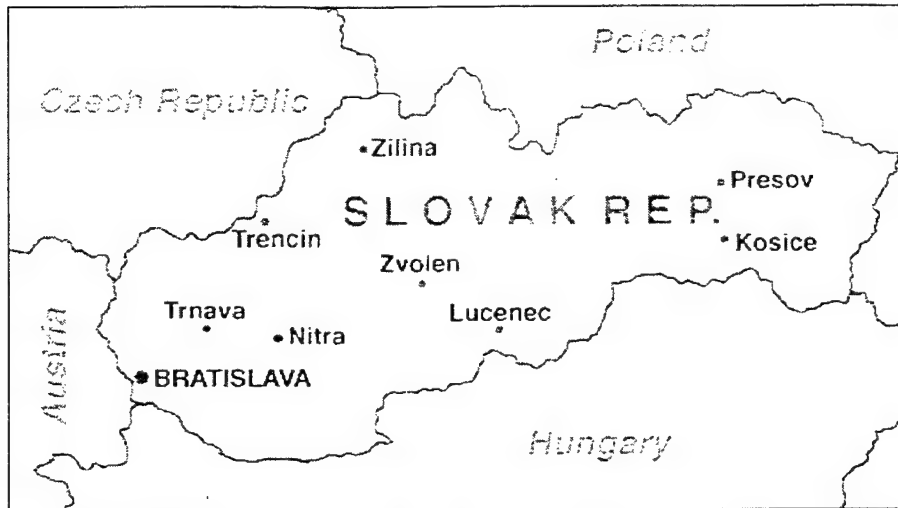 Poland
Czech Republic
Zilina
Presov
SLOVAK REP.
Trencin
Kosice
Zvolen
Trnava
Lucenec
Nitra
Austria
BRATISLAVA
Hungary